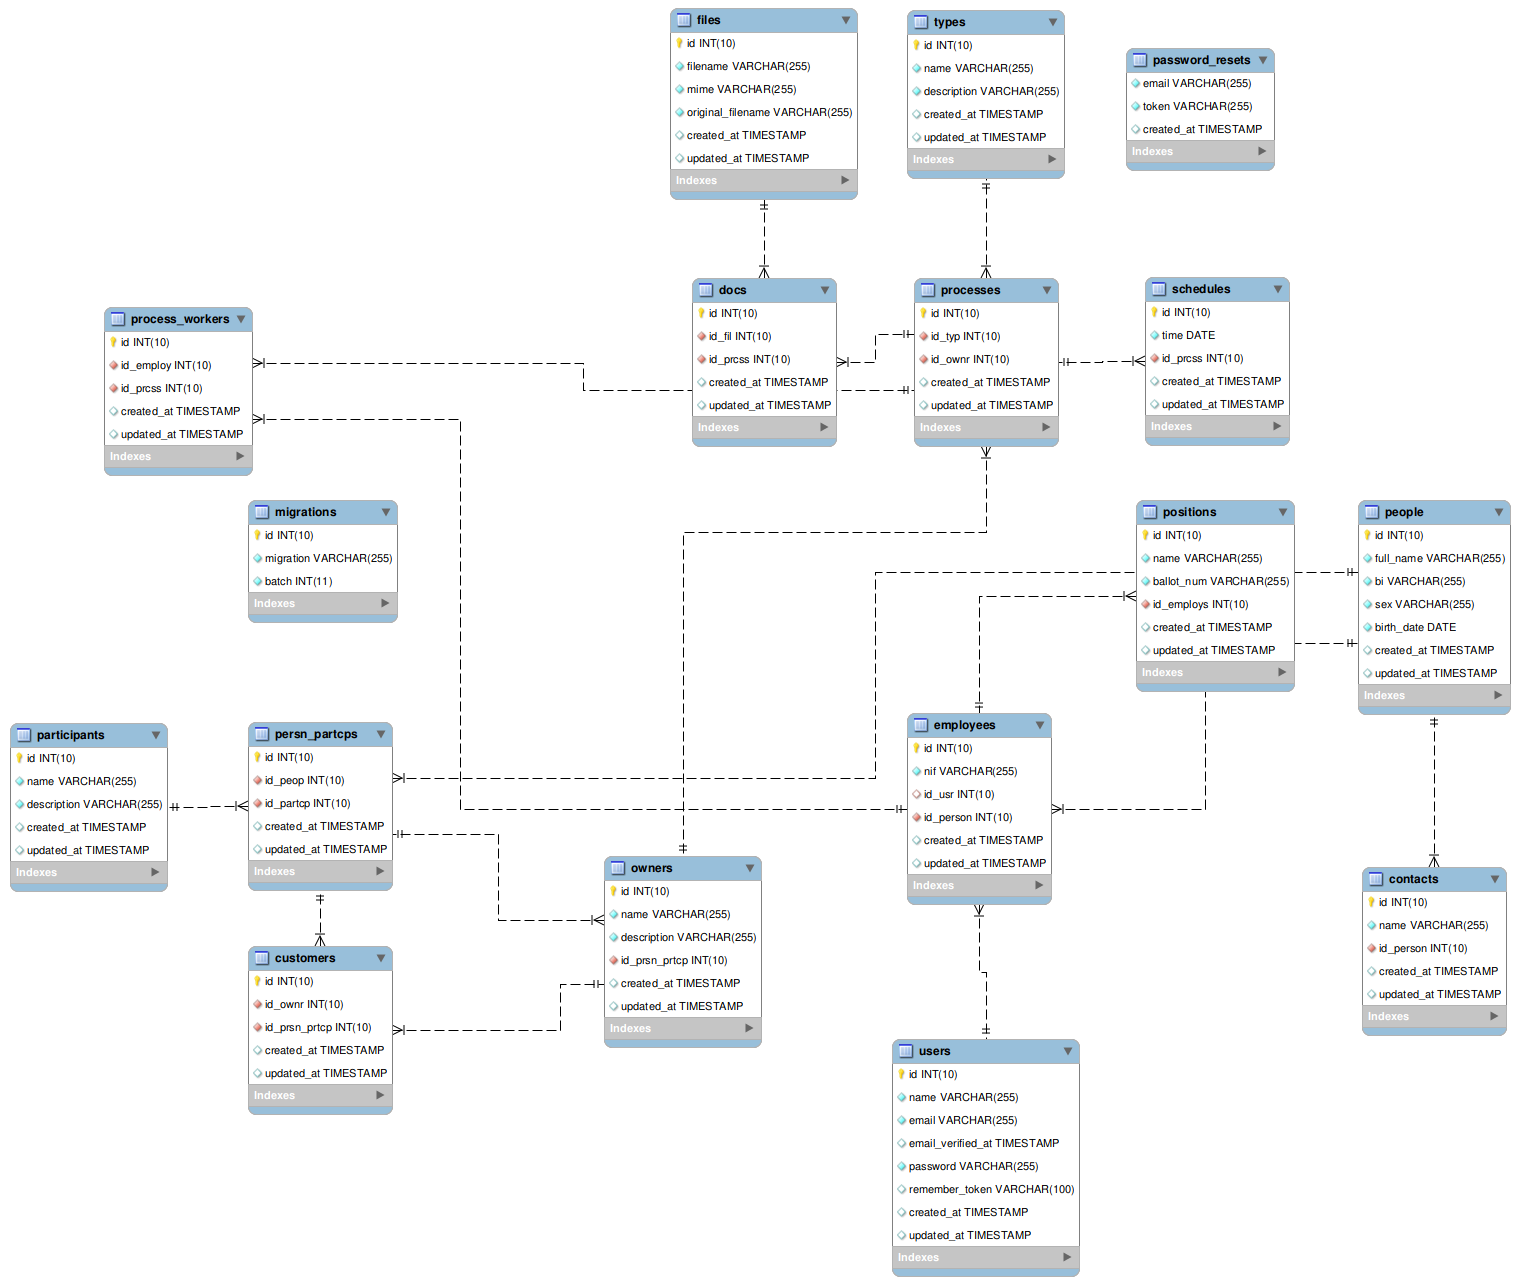 files
id INT(10)
filename VARCHAR(255)
mime VARCHAR(255)
original_filename VARCHAR(255)
created_at TIMESTAMP
updated_at TIMESTAMP
Indexes
types
id INT(10)
name VARCHAR(255)
description VARCHAR(255)
created_at TIMESTAMP
updated_at TIMESTAMP
Indexes
password_resets
email VARCHAR(255)
token VARCHAR(255)
created_at TIMESTAMP
Indexes
process_workers
id INT(10)
id_employ INT(10)
id_prcss INT(10)
created_at TIMESTAMP
updated_at TIMESTAMP
Indexes
docs
id INT(10)
id_fil INT(10)
id_prcss INT(10)
created_at TIMESTAMP
updated_at TIMESTAMP
Indexes
processes
id INT(10)
id_typ INT(10)
id_ownr INT(10)
created_at TIMESTAMP
updated_at TIMESTAMP
Indexes
schedules
id INT(10)
time DATE
id_prcss INT(10)
created_at TIMESTAMP
updated_at TIMESTAMP
Indexes
migrations
id INT(10)
migration VARCHAR(255)
batch INT(11)
Indexes
positions
id INT(10)
name VARCHAR(255)
ballot_num VARCHAR(255)
id_employs INT(10)
created_at TIMESTAMP
updated_at TIMESTAMP
Indexes
people
id INT(10)
full_name VARCHAR(255)
bi VARCHAR(255)
sex VARCHAR(255)
birth_date DATE
created_at TIMESTAMP
updated_at TIMESTAMP
Indexes
participants
id INT(10)
name VARCHAR(255)
description VARCHAR(255)
created_at TIMESTAMP
updated_at TIMESTAMP
Indexes
persn_partcps
id INT(10)
id_peop INT(10)
id_partcp INT(10)
created_at TIMESTAMP
updated_at TIMESTAMP
Indexes
employees
id INT(10)
nif VARCHAR(255)
id_usr INT(10)
id_person INT(10)
created_at TIMESTAMP
updated_at TIMESTAMP
Indexes
owners
id INT(10)
name VARCHAR(255)
description VARCHAR(255)
id_prsn_prtcp INT(10)
created_at TIMESTAMP
updated_at TIMESTAMP
Indexes
contacts
id INT(10)
name VARCHAR(255)
id_person INT(10)
created_at TIMESTAMP
updated_at TIMESTAMP
Indexes
customers
id INT(10)
id_ownr INT(10)
id_prsn_prtcp INT(10)
created_at TIMESTAMP
updated_at TIMESTAMP
Indexes
users
id INT(10)
name VARCHAR(255)
email VARCHAR(255)
email_verified_at TIMESTAMP
password VARCHAR(255)
remember_token VARCHAR(100)
created_at TIMESTAMP
updated_at TIMESTAMP
Indexes